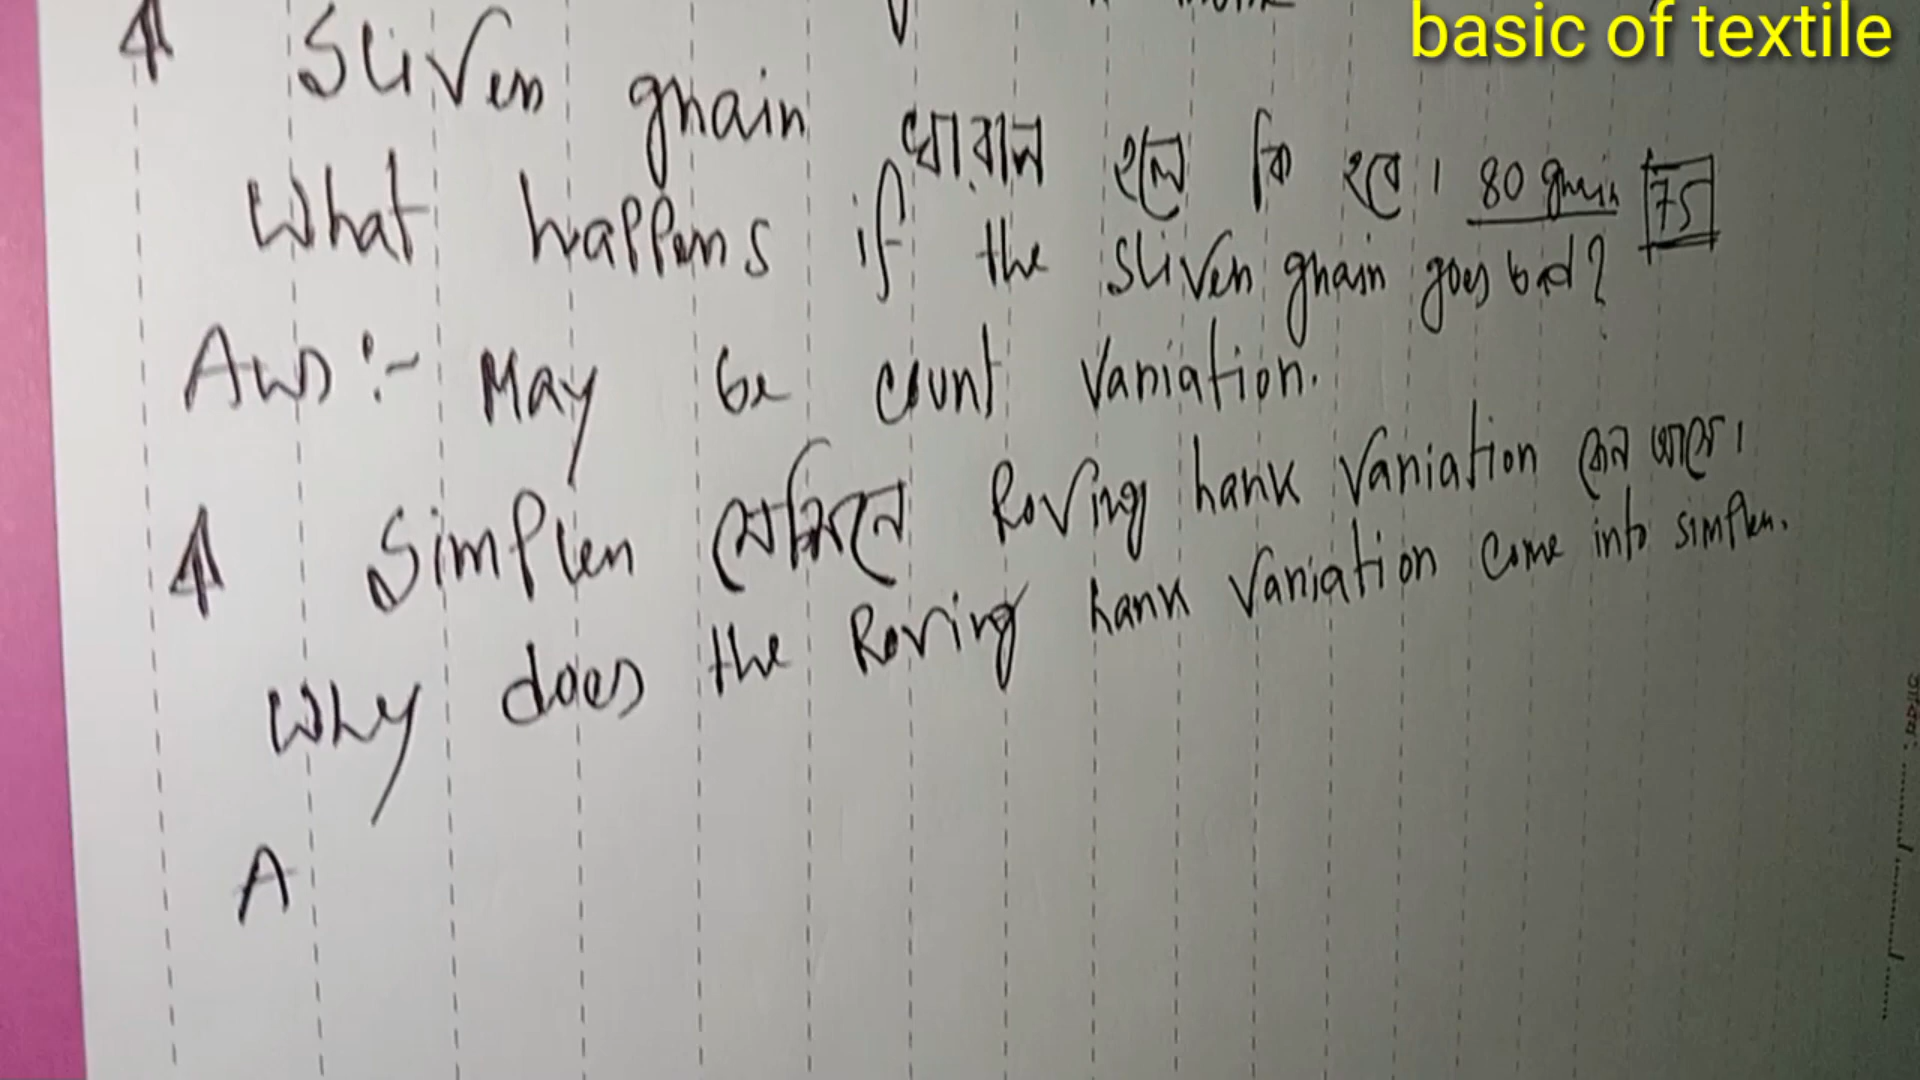 basic of textile
Sliver grain খারাপ হলে কি হবে। 80 grain 75
What happens if the sliver grain goes bad?
Ans :- May be count variation.
Simplex মেশিনে Roving hank variation কেন আসে।
Why does the Roving hank variation come into simplex.
A